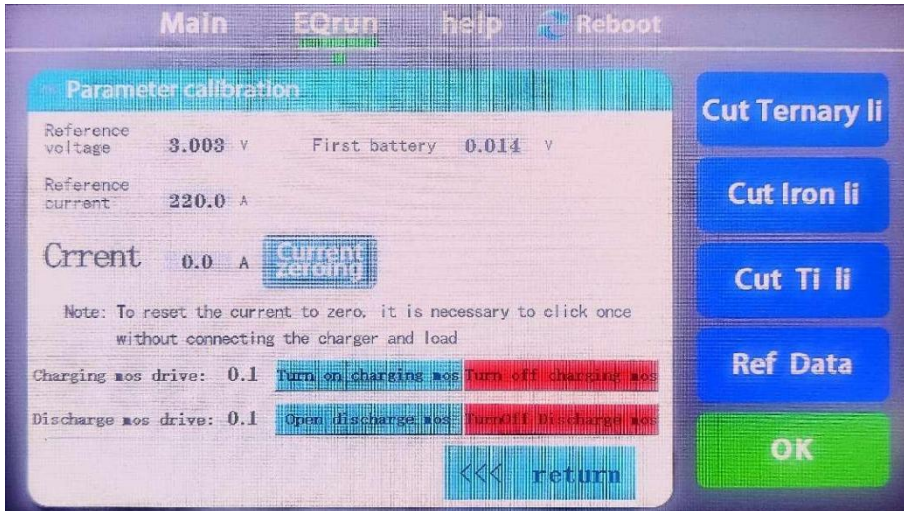 Main EQrun help Reboot
Parameter calibration
Reference
voltage 3.003 V First battery 0.014 V
Reference
current 220.0 A
Crrent 0.0 A Current
zeroing
Note: To reset the current to zero, it is necessary to click once
without connecting the charger and load
Charging mos drive: 0.1 Turn on charging mos Turn off charging mos
Discharge mos drive: 0.1 Open discharge mos TurnOff Discharge mos
<<< return
Cut Ternary li
Cut Iron li
Cut Ti li
Ref Data
OK